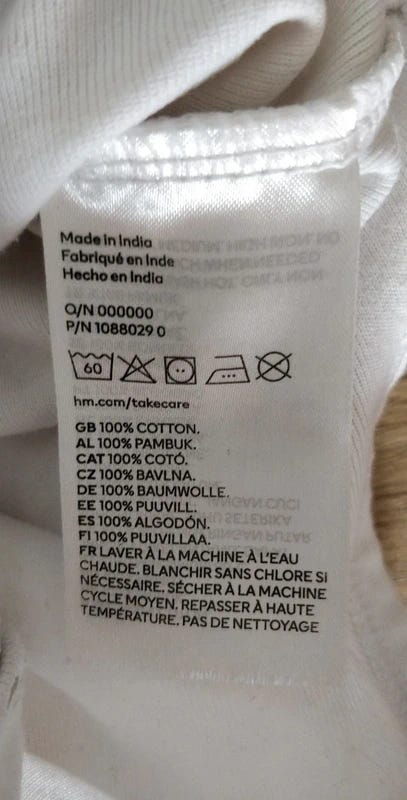 Made in India
Fabriqué en Inde
Hecho en India
O/N 000000
P/N 1088029 0
60
hm.com/takecare
GB 100% COTTON.
AL 100% PAMBUK.
CAT 100% COTÓ.
CZ 100% BAVLNA.
DE 100% BAUMWOLLE.
EE 100% PUUVILL.
ES 100% ALGODÓN.
FI 100% PUUVILLAA.
FR LAVER À LA MACHINE À L'EAU
CHAUDE. BLANCHIR SANS CHLORE SI
NÉCESSAIRE. SÉCHER À LA MACHINE
CYCLE MOYEN. REPASSER À HAUTE
TEMPÉRATURE. PAS DE NETTOYAGE